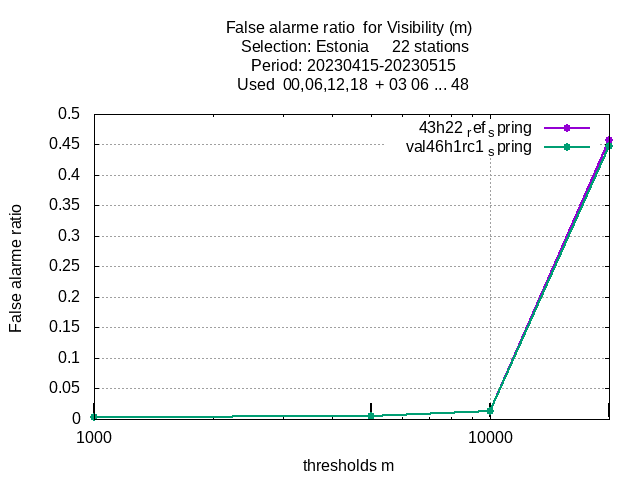 False alarme ratio  for Visibility (m)
Selection: Estonia     22 stations
Period: 20230415-20230515
Used  00,06,12,18  + 03 06 ... 48
43h22 ref spring
val46h1rc1 spring
False alarme ratio
0.5
0.45
0.4
0.35
0.3
0.25
0.2
0.15
0.1
0.05
0
1000
10000
thresholds m